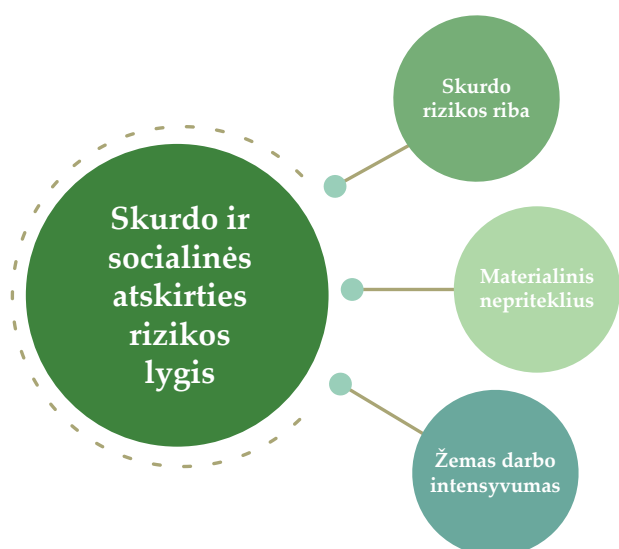 Skurdo ir
socialinės
atskirties
rizikos
lygis
Skurdo
rizikos riba
Materialinis
nepriteklius
Žemas darbo
intensyvumas